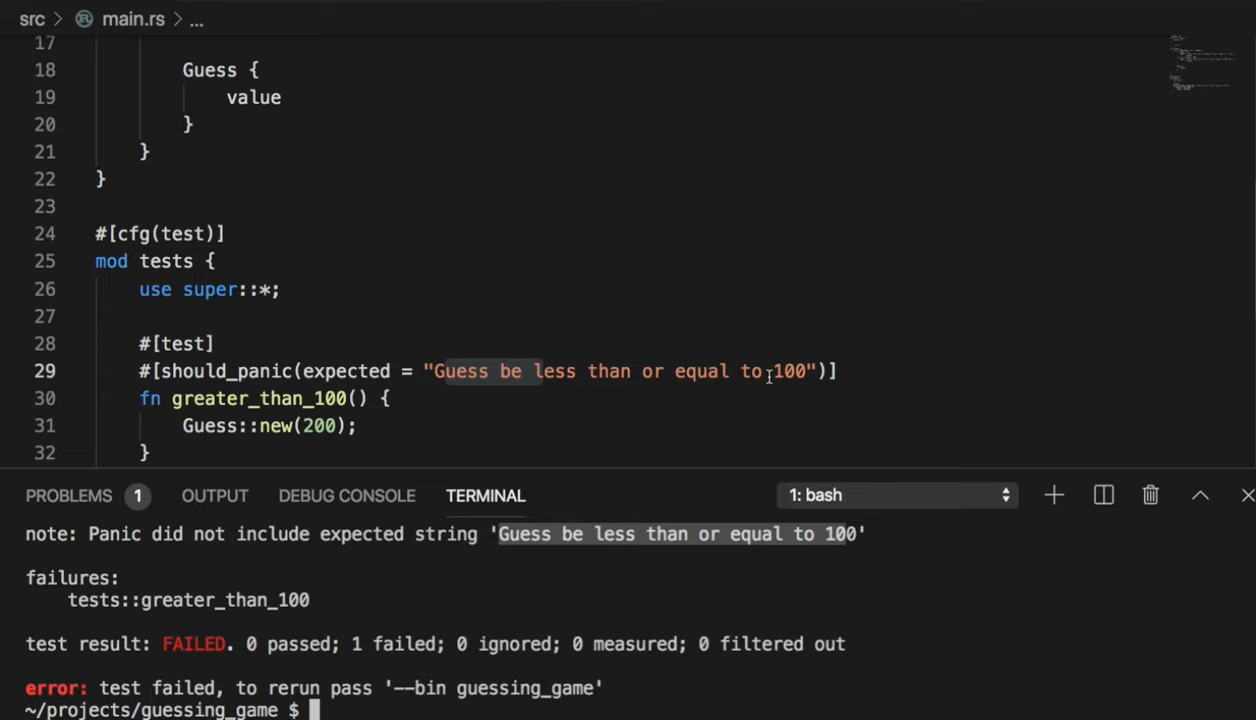 src > main.rs > ...
17
18 Guess {
19 value
20 }
21 }
22 }
23
24 #[cfg(test)]
25 mod tests {
26 use super::*;
27
28 #[test]
29 #[should_panic(expected = "Guess be less than or equal to 100")]
30 fn greater_than_100() {
31 Guess::new(200);
32 }
PROBLEMS 1 OUTPUT DEBUG CONSOLE TERMINAL 1: bash
note: Panic did not include expected string 'Guess be less than or equal to 100'
failures:
tests::greater_than_100
test result: FAILED. 0 passed; 1 failed; 0 ignored; 0 measured; 0 filtered out
error: test failed, to rerun pass '--bin guessing_game'
~/projects/guessing_game $